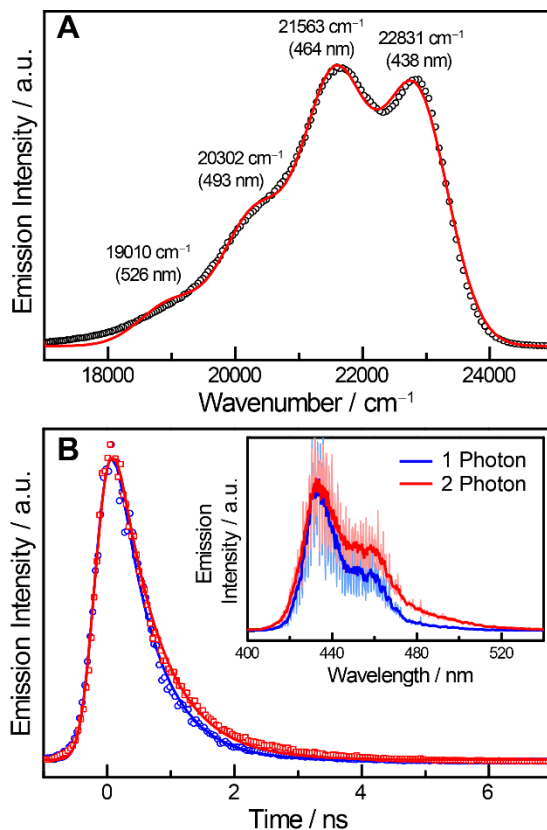 A
21563 cm⁻¹
(464 nm)
22831 cm⁻¹
(438 nm)
20302 cm⁻¹
(493 nm)
19010 cm⁻¹
(526 nm)
Emission Intensity / a.u.
18000 20000 22000 24000
Wavenumber / cm⁻¹
B
1 Photon
2 Photon
Emission
Intensity / a.u.
400 440 480 520
Wavelength / nm
Emission Intensity / a.u.
0 2 4 6
Time / ns